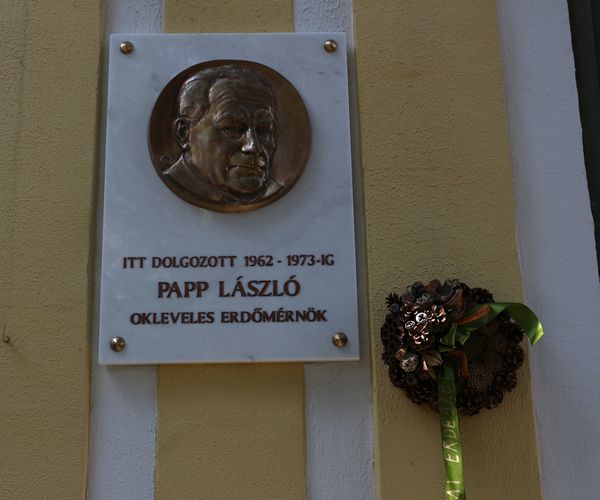 ITT DOLGOZOTT 1962 - 1973-IG
PAPP LÁSZLÓ
OKLEVELES ERDŐMÉRNÖK